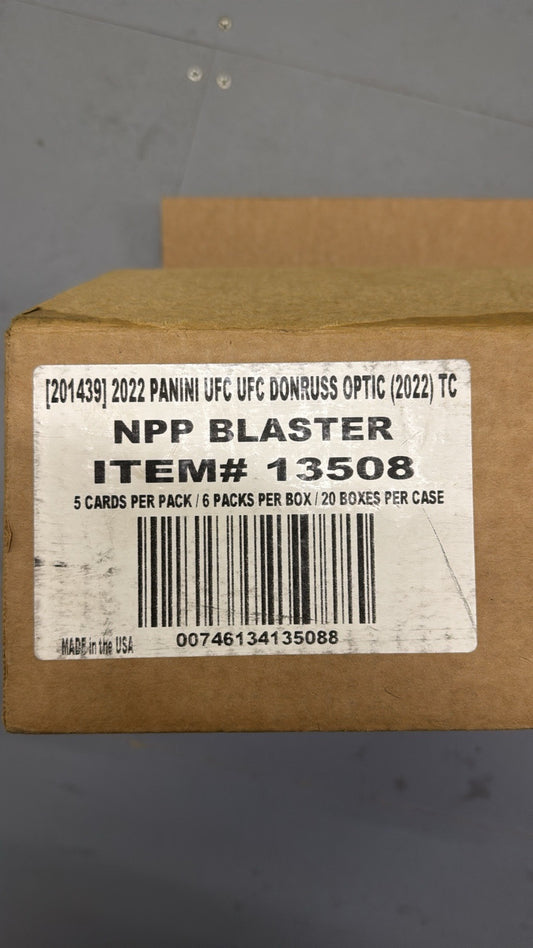 [201439] 2022 PANINI UFC UFC DONRUSS OPTIC (2022) TC
NPP BLASTER
ITEM# 13508
5 CARDS PER PACK / 6 PACKS PER BOX / 20 BOXES PER CASE
00746134135088
MADE in the USA